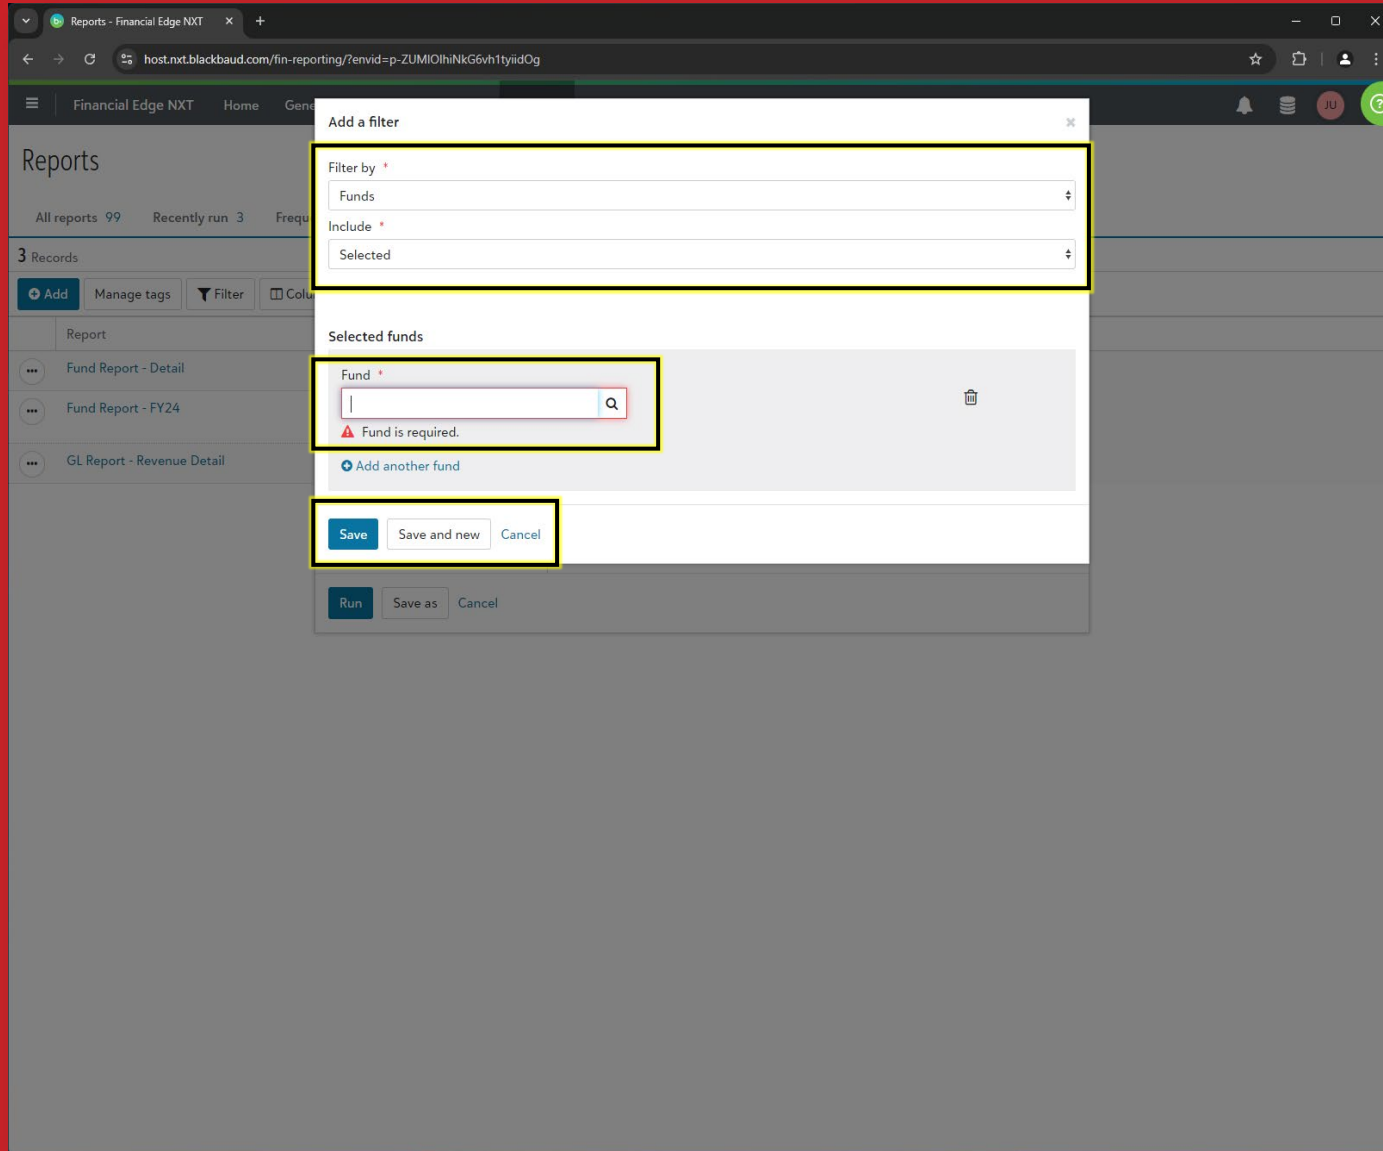 Reports - Financial Edge NXT
host.nxt.blackbaud.com/fin-reporting/?envid=p-ZUMIOIhiNkG6vh1tyiidOg
Financial Edge NXT Home Gene
JU
Add a filter
Reports
Filter by *
Funds
All reports 99 Recently run 3 Frequ
Include *
Selected
3 Records
Add Manage tags Filter Colu
Report
Selected funds
Fund Report - Detail
Fund *
Fund Report - FY24
Fund is required.
GL Report - Revenue Detail
Add another fund
Save Save and new Cancel
Run Save as Cancel